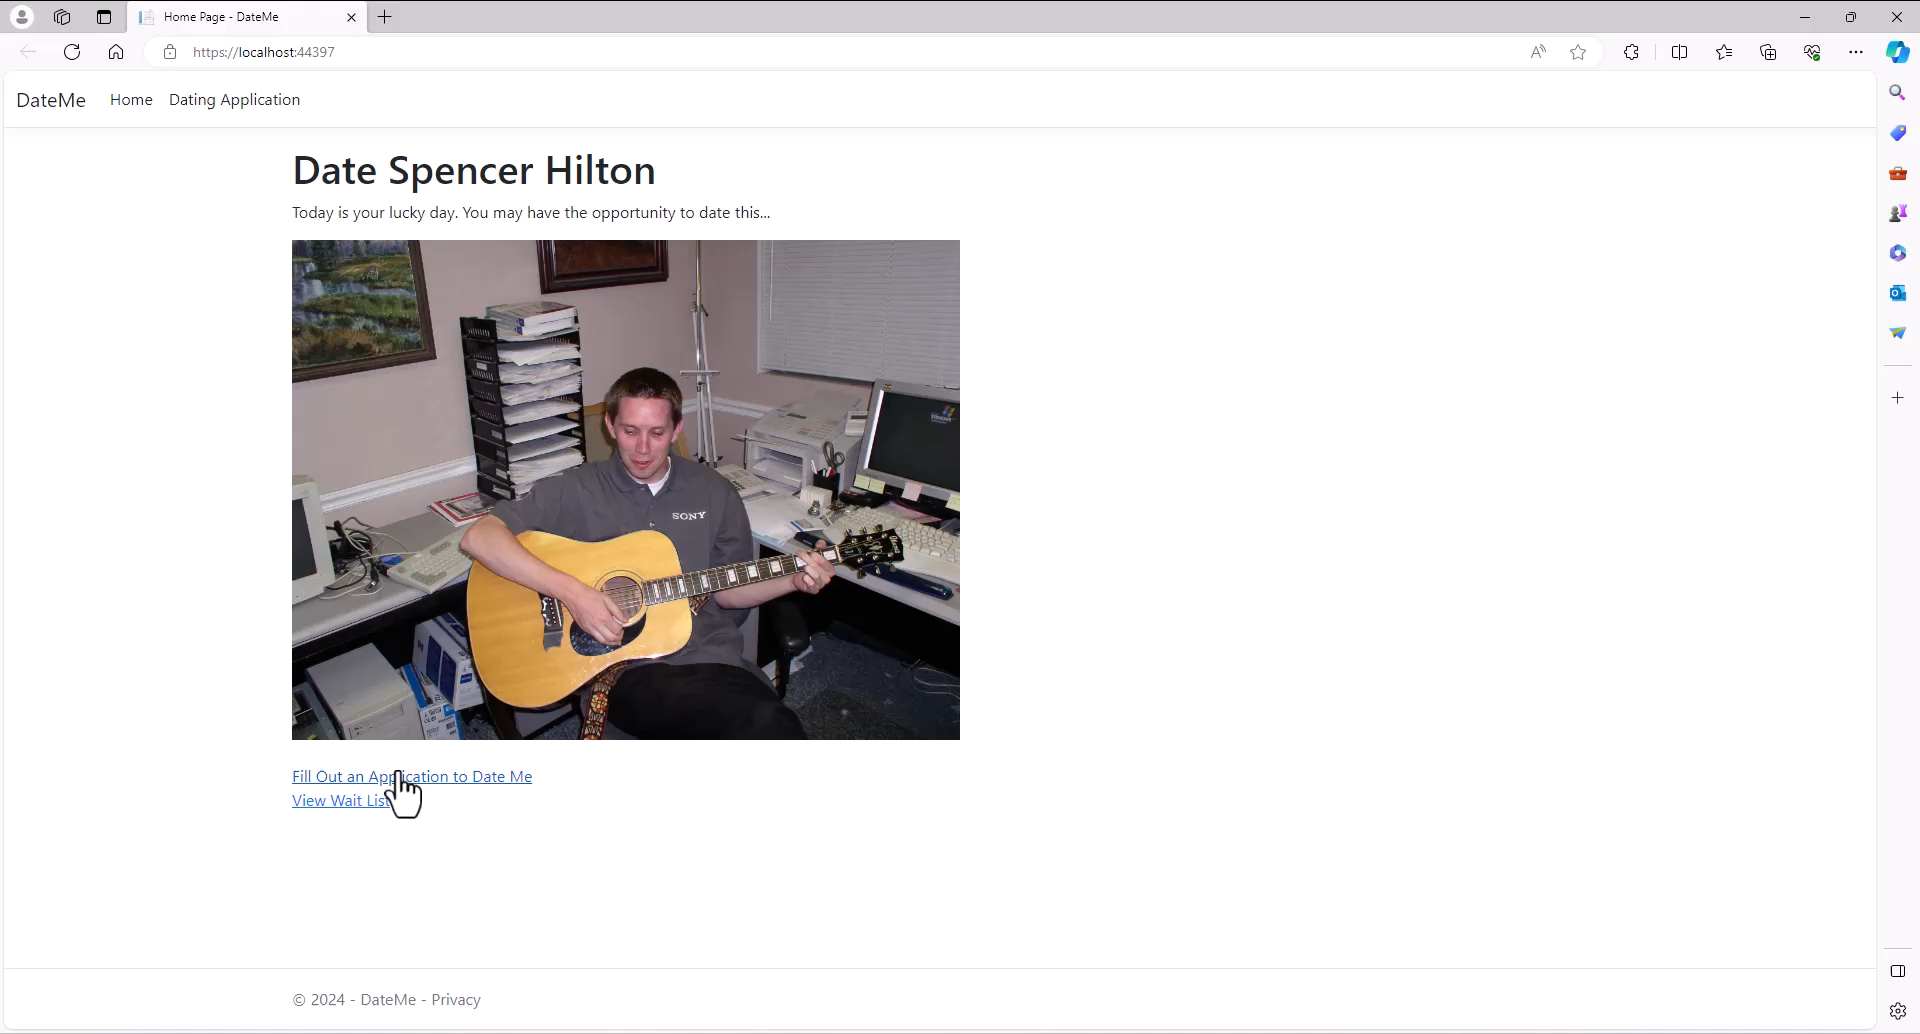 Home Page - DateMe
https://localhost:44397
DateMe Home Dating Application
Date Spencer Hilton
Today is your lucky day. You may have the opportunity to date this...
SONY
Fill Out an Application to Date Me
View Wait List
© 2024 - DateMe - Privacy